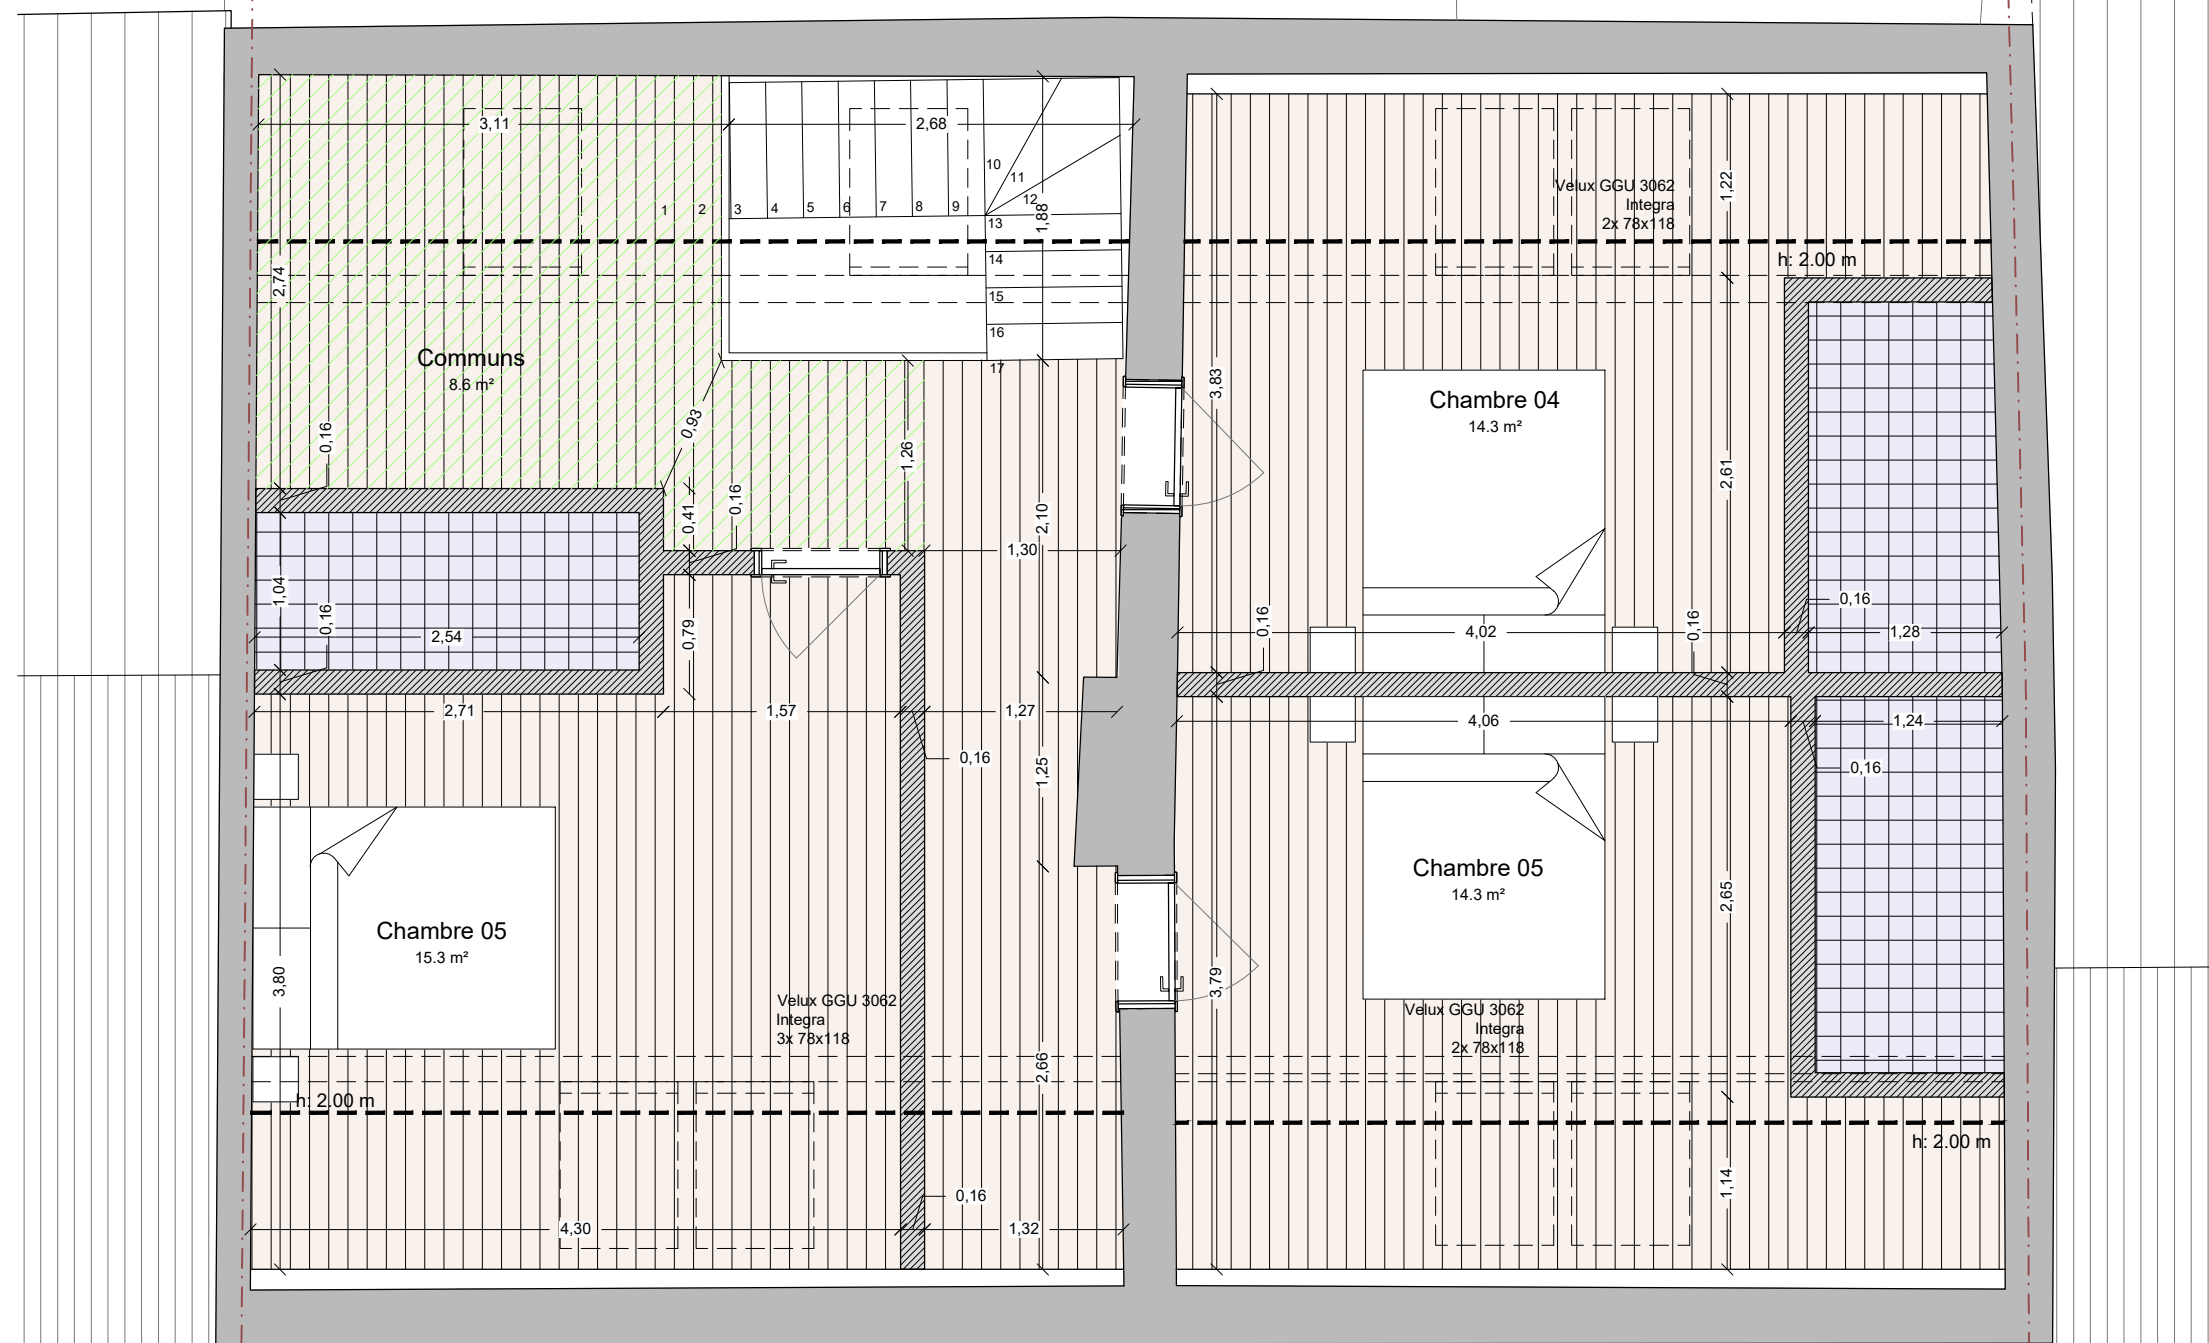 3,11
2,68
1
2
3
4
5
6
7
8
9
10
11
12
13
14
15
16
17
1,88
Velux GGU 3062
Integra
2x 78x118
1,22
h: 2.00 m
2,74
Communs
8.6 m²
0,16
0,93
1,26
0,41
0,16
2,10
1,30
3,83
Chambre 04
14.3 m²
2,61
1,04
0,16
2,54
0,79
0,16
4,02
0,16
0,16
1,28
2,71
1,57
1,27
0,16
1,25
4,06
1,24
0,16
Chambre 05
15.3 m²
3,80
Velux GGU 3062
Integra
3x 78x118
2,66
h: 2.00 m
Chambre 05
14.3 m²
2,65
3,79
Velux GGU 3062
Integra
2x 78x118
h: 2.00 m
1,14
0,16
4,30
1,32